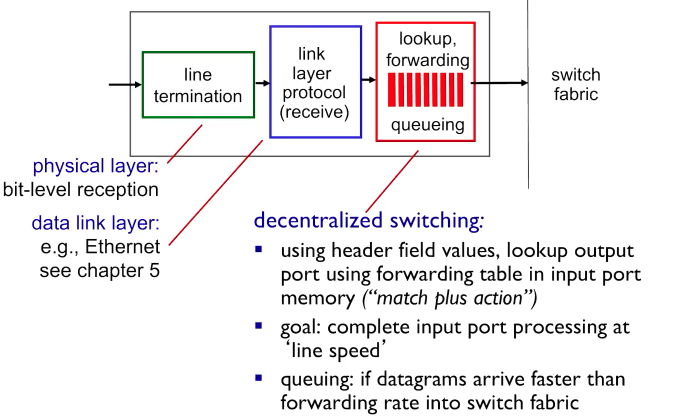 line
termination
link
layer
protocol
(receive)
lookup,
forwarding
queueing
switch
fabric
physical layer:
bit-level reception
data link layer:
e.g., Ethernet
see chapter 5
decentralized switching:
▪ using header field values, lookup output
port using forwarding table in input port
memory (“match plus action”)
▪ goal: complete input port processing at
‘line speed’
▪ queuing: if datagrams arrive faster than
forwarding rate into switch fabric